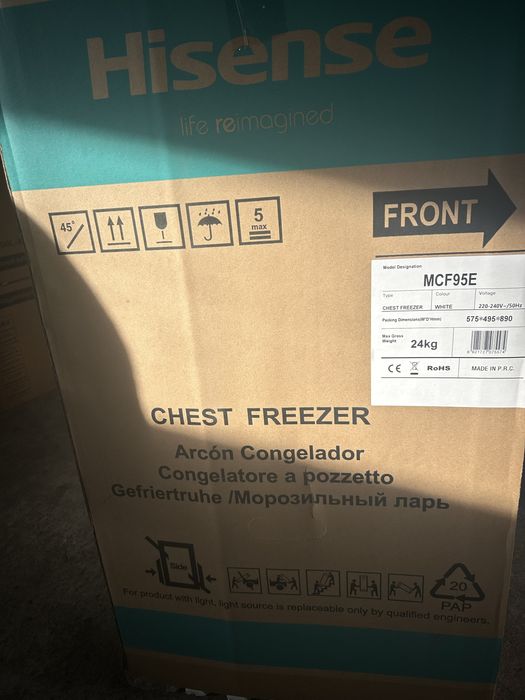 Hisense
life reimagined
45°
5
max
FRONT
Model Designation
MCF95E
Type
Colour
Voltage
CHEST FREEZER
WHITE
220-240V~/50Hz
Packing Dimensions(W*D*Hmm)
575*495*890
Max Gross
Weight
24kg
CE
RoHS
MADE IN P.R.C.
CHEST FREEZER
Arcón Congelador
Congelatore a pozzetto
Gefriertruhe /Морозильный ларь
Side
20
PAP
For product with light, light source is replaceable only by qualified engineers.